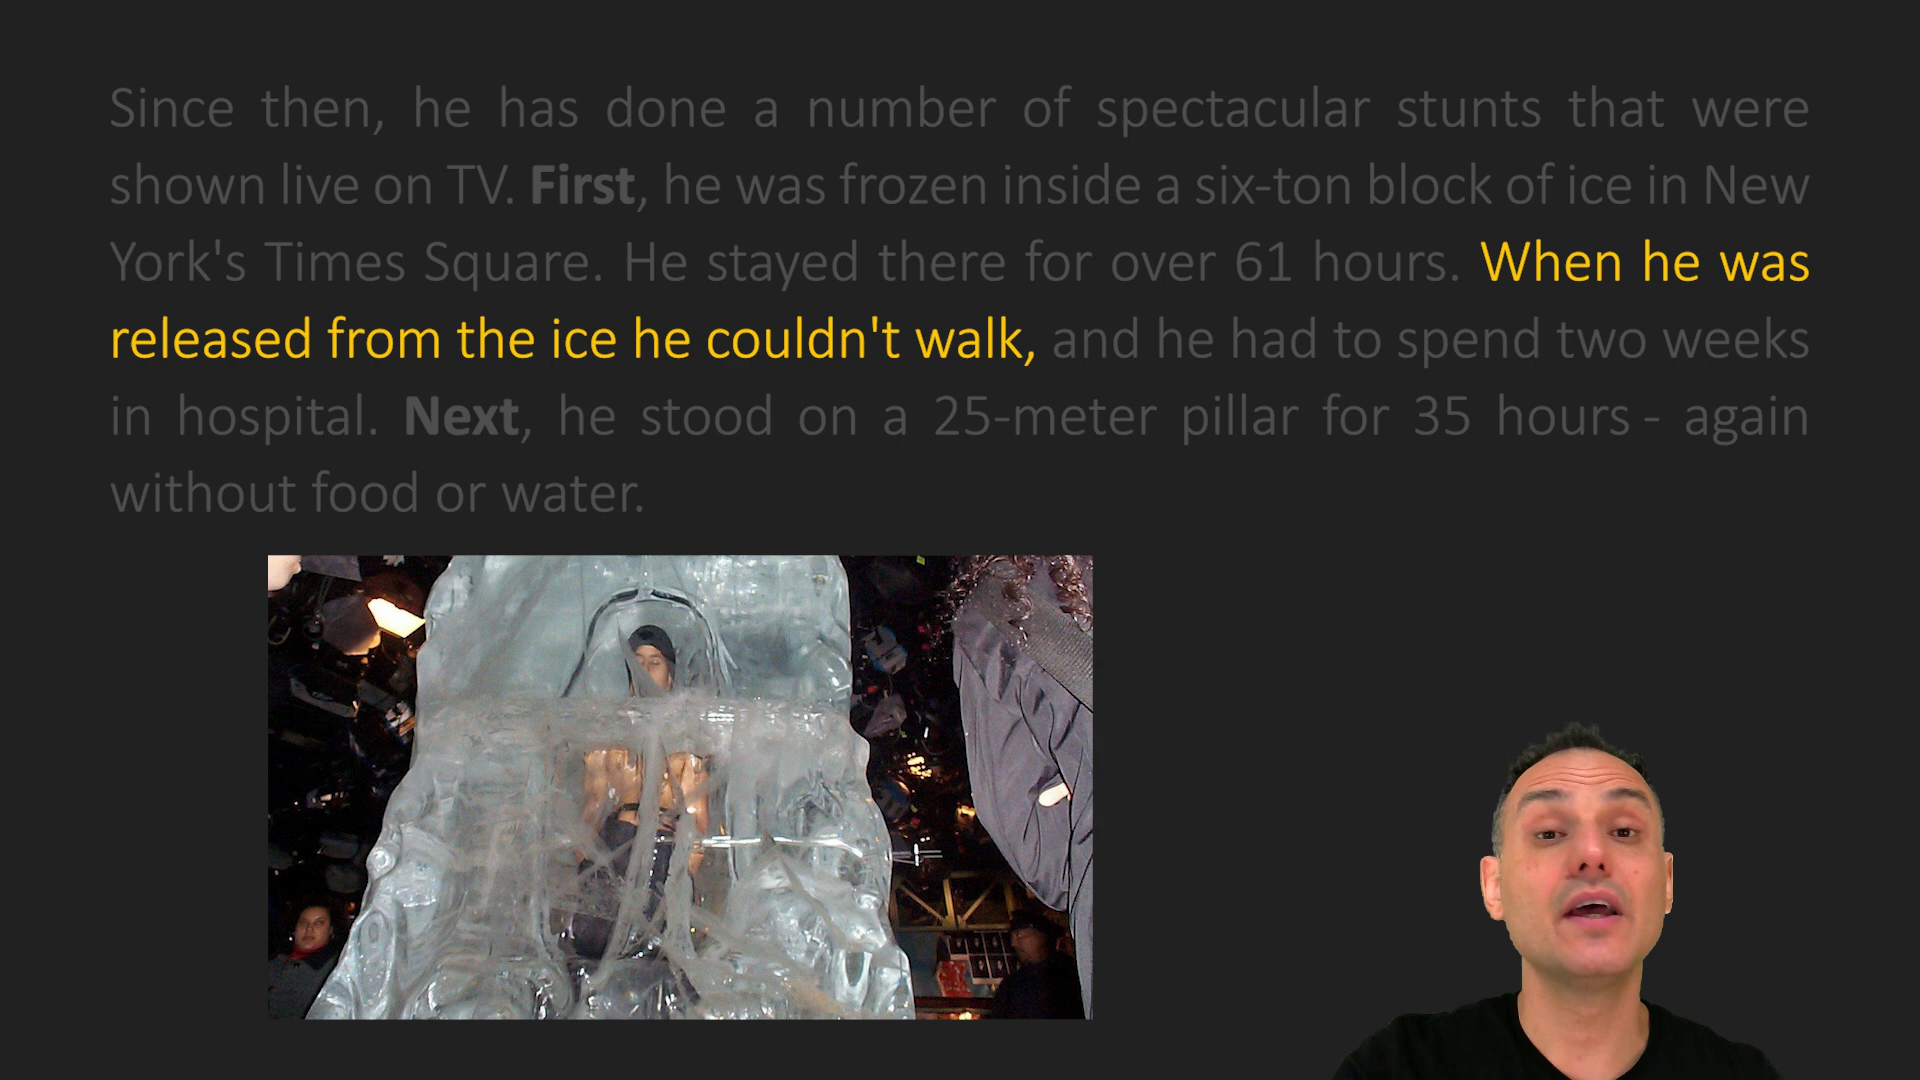 Since then, he has done a number of spectacular stunts that were
shown live on TV. First, he was frozen inside a six-ton block of ice in New
York's Times Square. He stayed there for over 61 hours. When he was
released from the ice he couldn't walk, and he had to spend two weeks
in hospital. Next, he stood on a 25-meter pillar for 35 hours - again
without food or water.